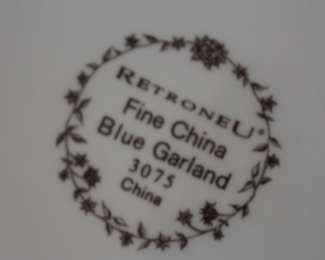 RETRONEU®
Fine China
Blue Garland
3075
China